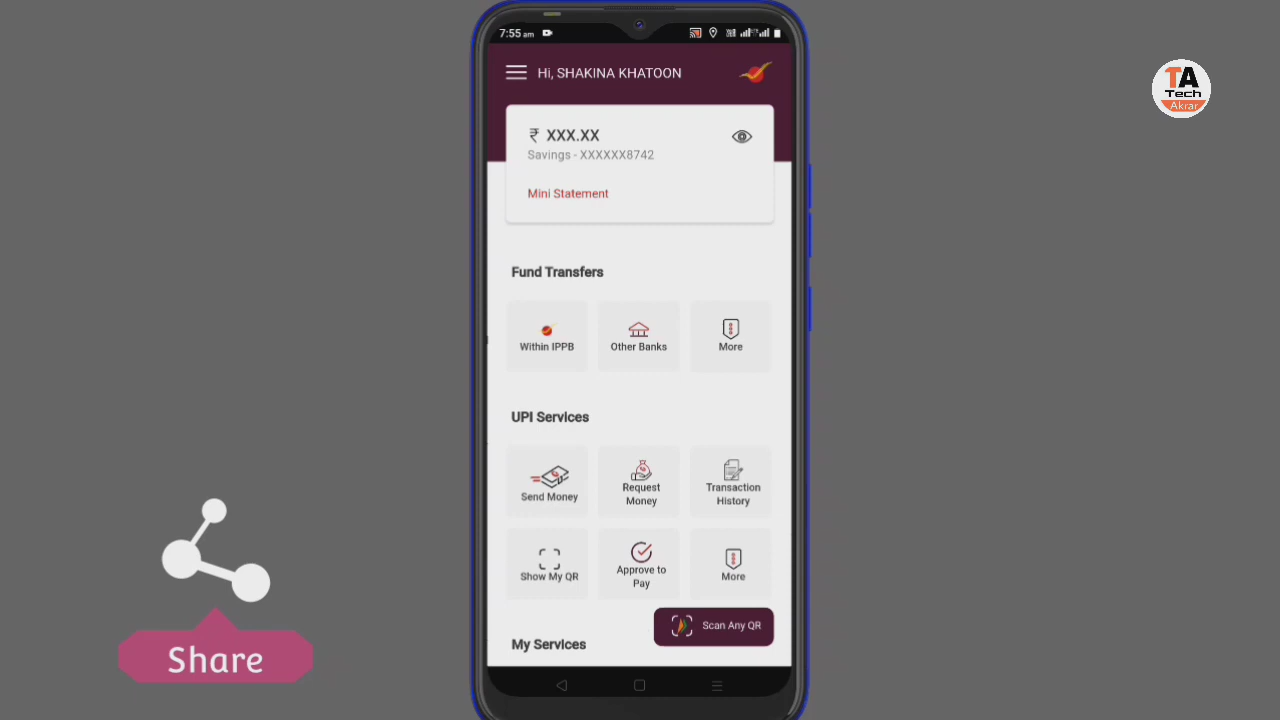 7:55 am
Hi, SHAKINA KHATOON
₹ XXX.XX
Savings - XXXXXX8742
Mini Statement
Fund Transfers
Within IPPB
Other Banks
More
UPI Services
Send Money
Request
Money
Transaction
History
Show My QR
Approve to
Pay
More
Scan Any QR
My Services
TA
Tech
Akrar
Share